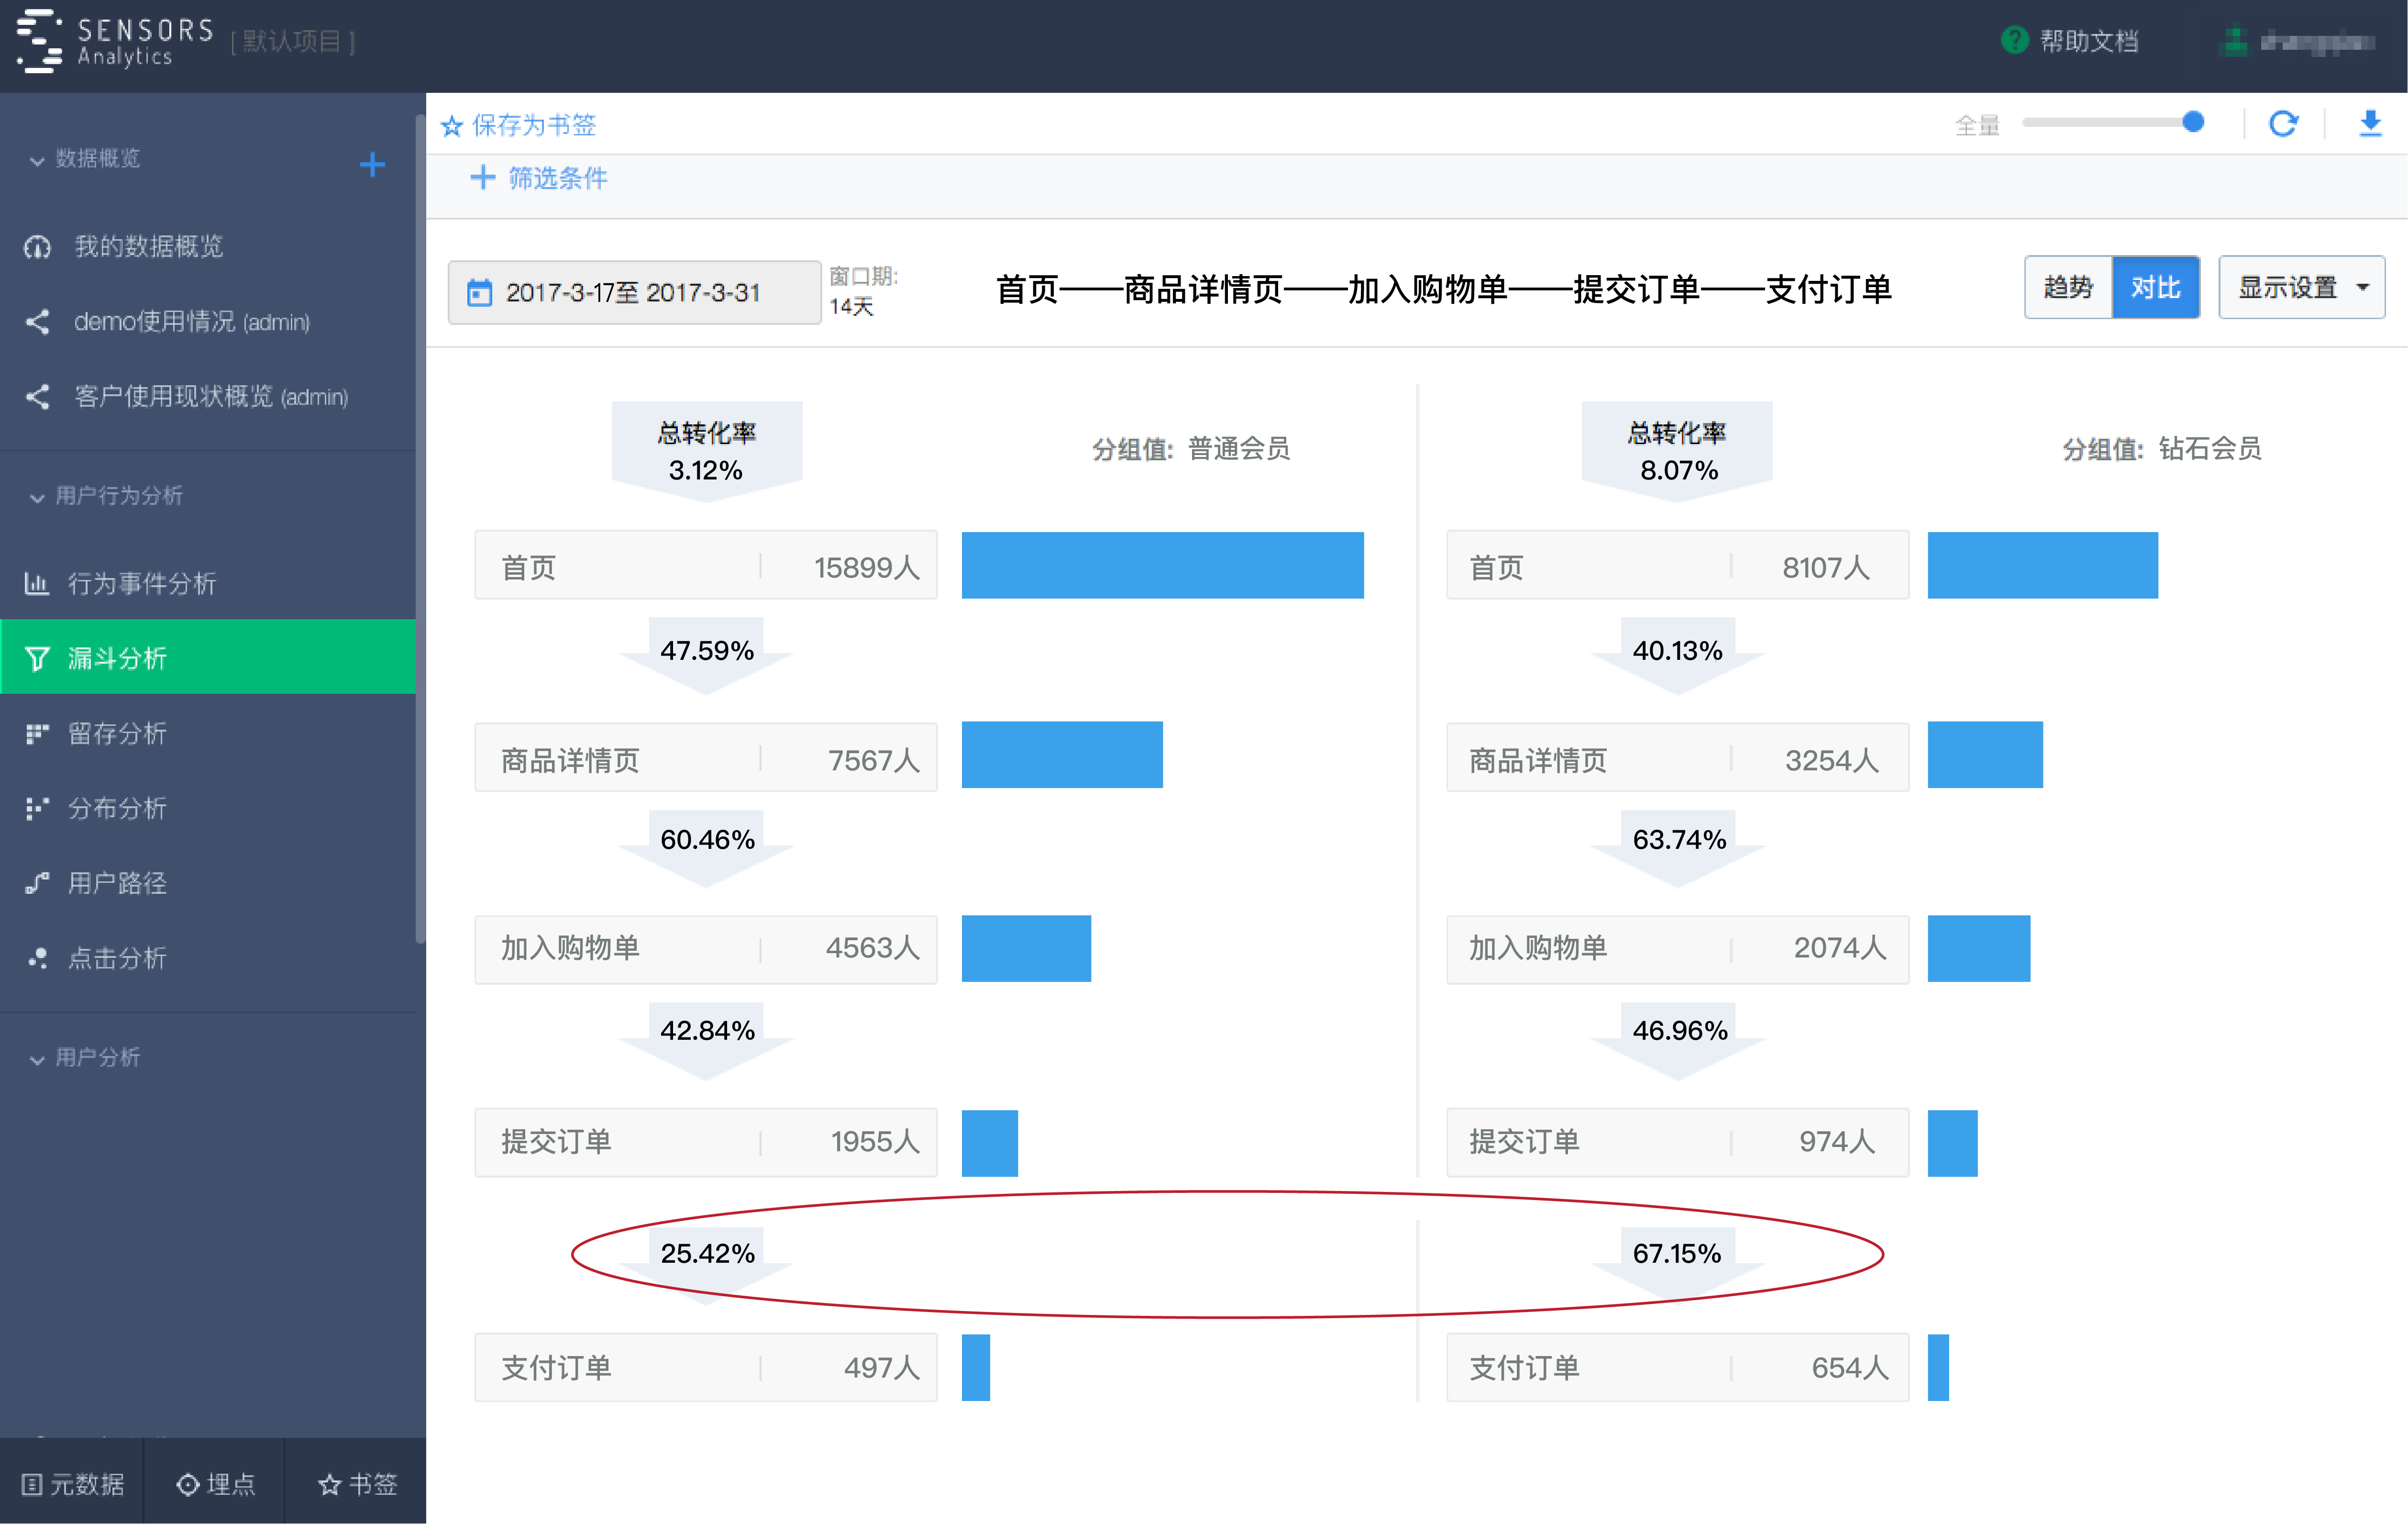 SENSORS
Analytics
[ 默认项目 ]
帮助文档
数据概览
我的数据概览
demo使用情况 (admin)
客户使用现状概览 (admin)
用户行为分析
行为事件分析
漏斗分析
留存分析
分布分析
用户路径
点击分析
用户分析
元数据
埋点
书签
保存为书签
全量
筛选条件
2017-3-17至 2017-3-31
窗口期:
14天
首页——商品详情页——加入购物单——提交订单——支付订单
趋势
对比
显示设置
总转化率
3.12%
分组值: 普通会员
首页 15899人
47.59%
商品详情页 7567人
60.46%
加入购物单 4563人
42.84%
提交订单 1955人
25.42%
支付订单 497人
总转化率
8.07%
分组值: 钻石会员
首页 8107人
40.13%
商品详情页 3254人
63.74%
加入购物单 2074人
46.96%
提交订单 974人
67.15%
支付订单 654人